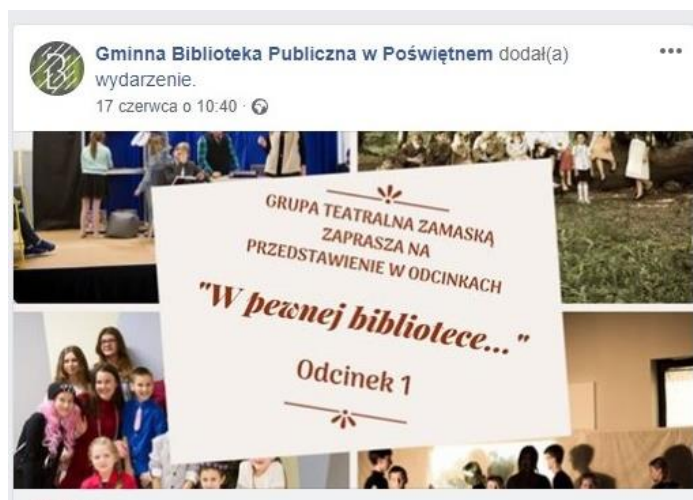 Gminna Biblioteka Publiczna w Poświętnem dodał(a)
wydarzenie.
17 czerwca o 10:40 ·
GRUPA TEATRALNA ZAMASKĄ
ZAPRASZA NA
PRZEDSTAWIENIE W ODCINKACH
"W pewnej bibliotece..."
Odcinek 1